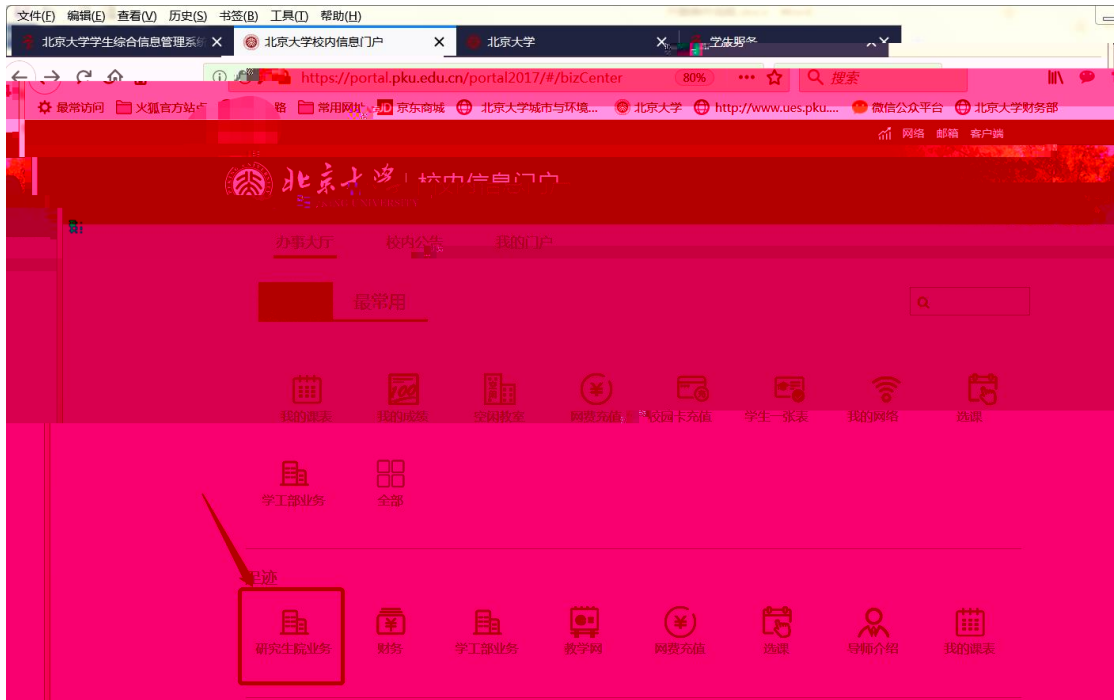 文件(F) 编辑(E) 查看(V) 历史(S) 书签(B) 工具(T) 帮助(H)
北京大学学生综合信息管理系统 北京大学校内信息门户 北京大学
https://portal.pku.edu.cn/portal2017/#/bizCenter 80% 搜索
最常访问 火狐官方站点 常用网址 JD 京东商城 北京大学城市与环境... 北京大学 http://www.ues.pku.... 微信公众平台 北京大学财务部
网络 邮箱 客户端
北京大学 校内信息门户
办事大厅 校内公告 我的门户
最常用
我的课表 我的成绩 空闲教室 网费充值 校园卡充值 学生一张表 我的网络 选课
学工部业务 全部
足迹
研究生院业务 财务 学工部业务 教学网 网费充值 选课 导师介绍 我的课表